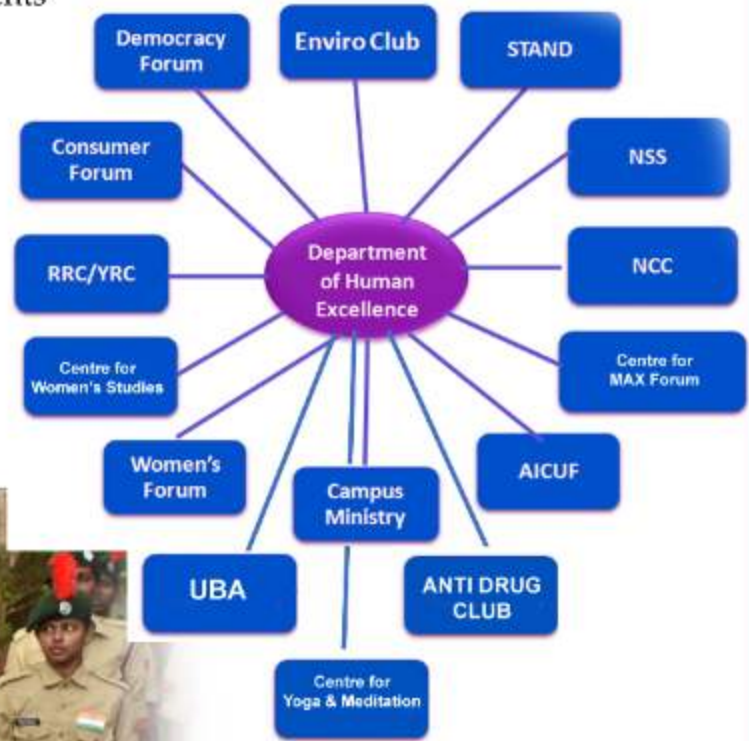 Democracy
Forum
Enviro Club
STAND
Consumer
Forum
NSS
RRC/YRC
Department
of Human
Excellence
NCC
Centre for
Women's Studies
Centre for
MAX Forum
Women's
Forum
Campus
Ministry
AICUF
UBA
ANTI DRUG
CLUB
Centre for
Yoga & Meditation